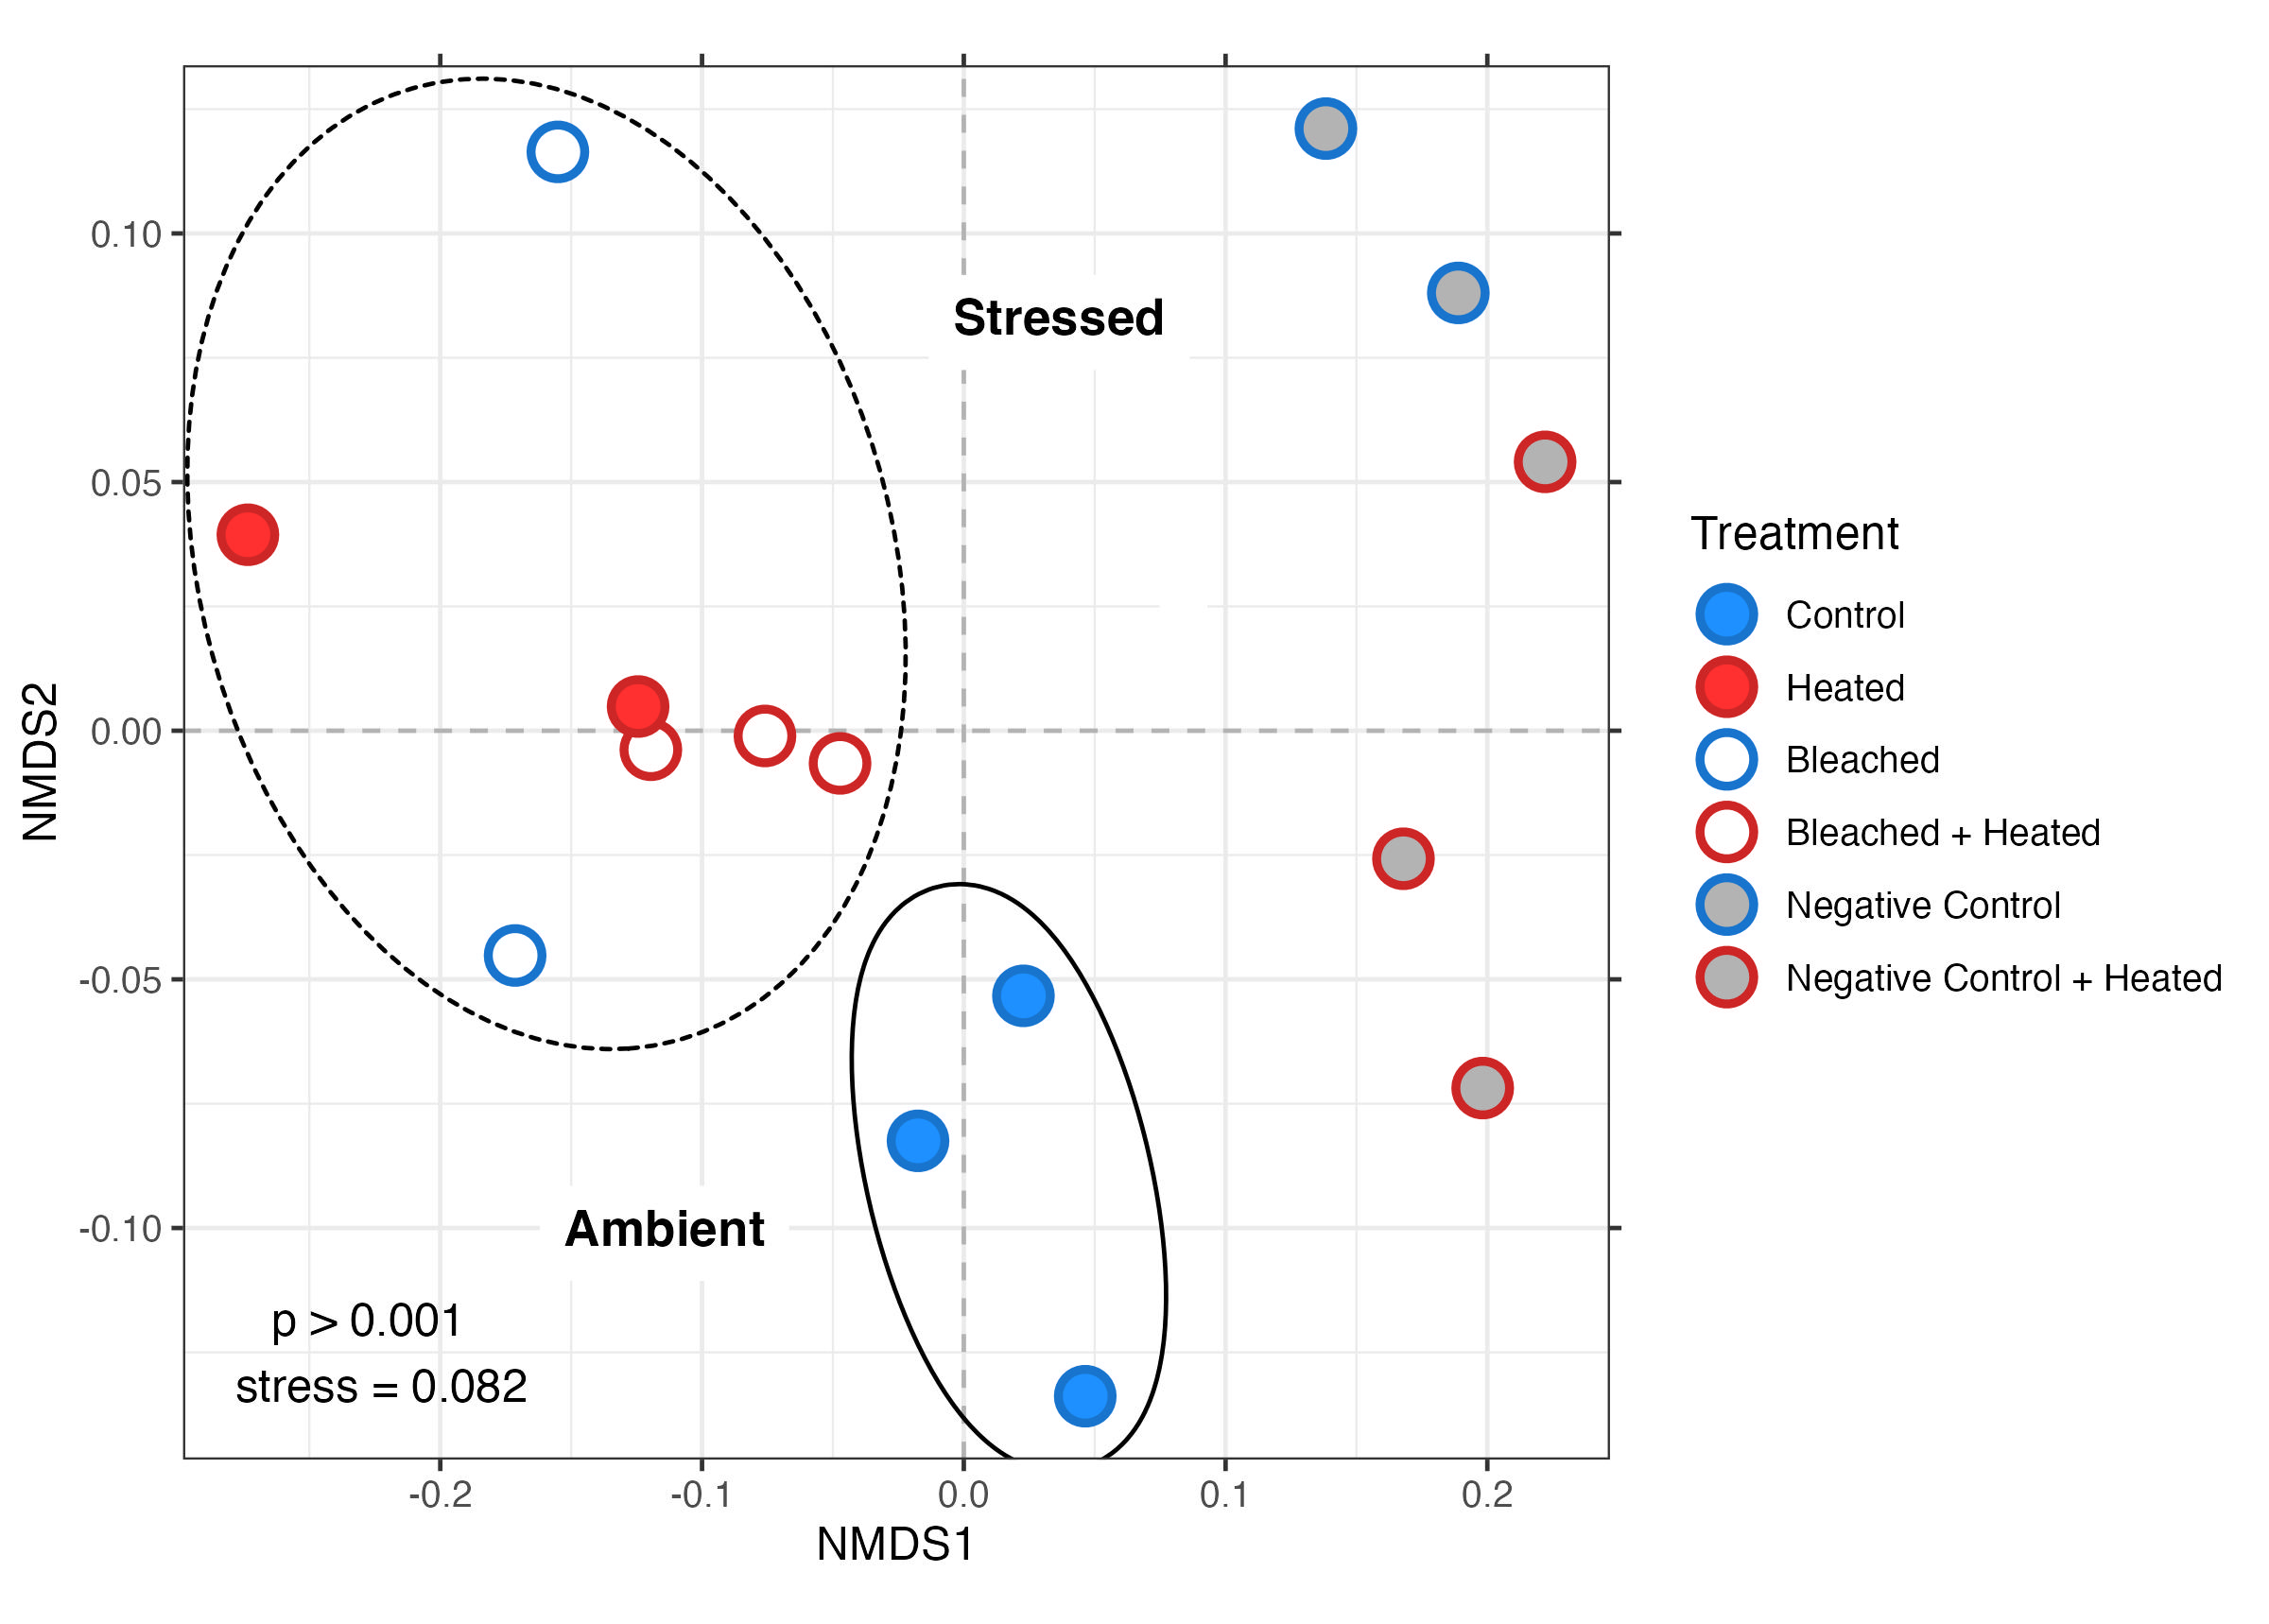 Stressed
Ambient
p > 0.001
stress = 0.082
0.10
0.05
0.00
-0.05
-0.10
NMDS2
-0.2
-0.1
0.0
0.1
0.2
NMDS1
Treatment
Control
Heated
Bleached
Bleached + Heated
Negative Control
Negative Control + Heated